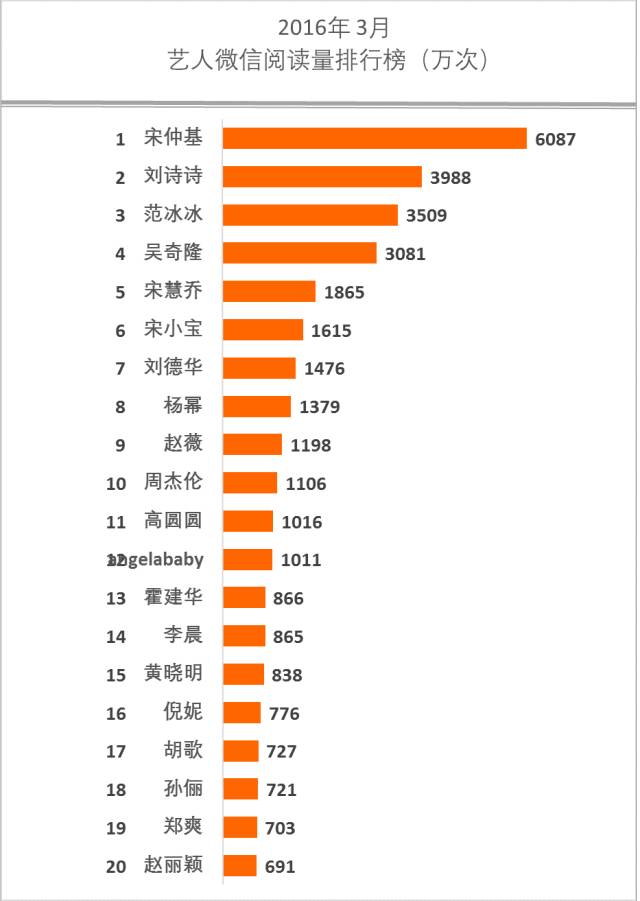 2016年 3月
艺人微信阅读量排行榜（万次）
1 宋仲基 6087
2 刘诗诗 3988
3 范冰冰 3509
4 吴奇隆 3081
5 宋慧乔 1865
6 宋小宝 1615
7 刘德华 1476
8 杨幂 1379
9 赵薇 1198
10 周杰伦 1106
11 高圆圆 1016
12 angelababy 1011
13 霍建华 866
14 李晨 865
15 黄晓明 838
16 倪妮 776
17 胡歌 727
18 孙俪 721
19 郑爽 703
20 赵丽颖 691